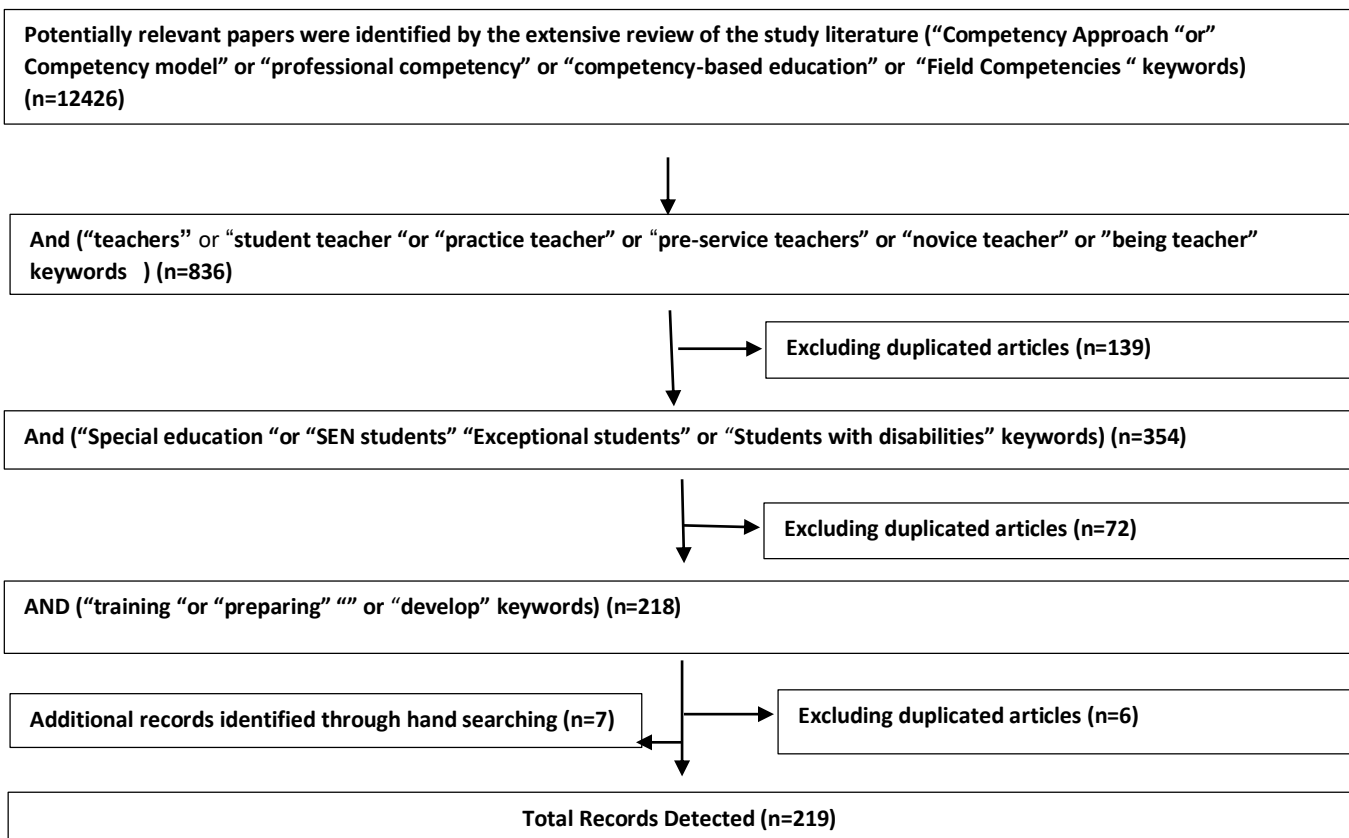 Potentially relevant papers were identified by the extensive review of the study literature (“Competency Approach “or”
Competency model” or “professional competency” or “competency-based education” or “Field Competencies “ keywords)
(n=12426)
And (“teachers” or “student teacher “or “practice teacher” or “pre-service teachers” or “novice teacher” or ”being teacher”
keywords ) (n=836)
Excluding duplicated articles (n=139)
And (“Special education “or “SEN students” “Exceptional students” or “Students with disabilities” keywords) (n=354)
Excluding duplicated articles (n=72)
AND (“training “or “preparing” “” or “develop” keywords) (n=218)
Additional records identified through hand searching (n=7)
Excluding duplicated articles (n=6)
Total Records Detected (n=219)